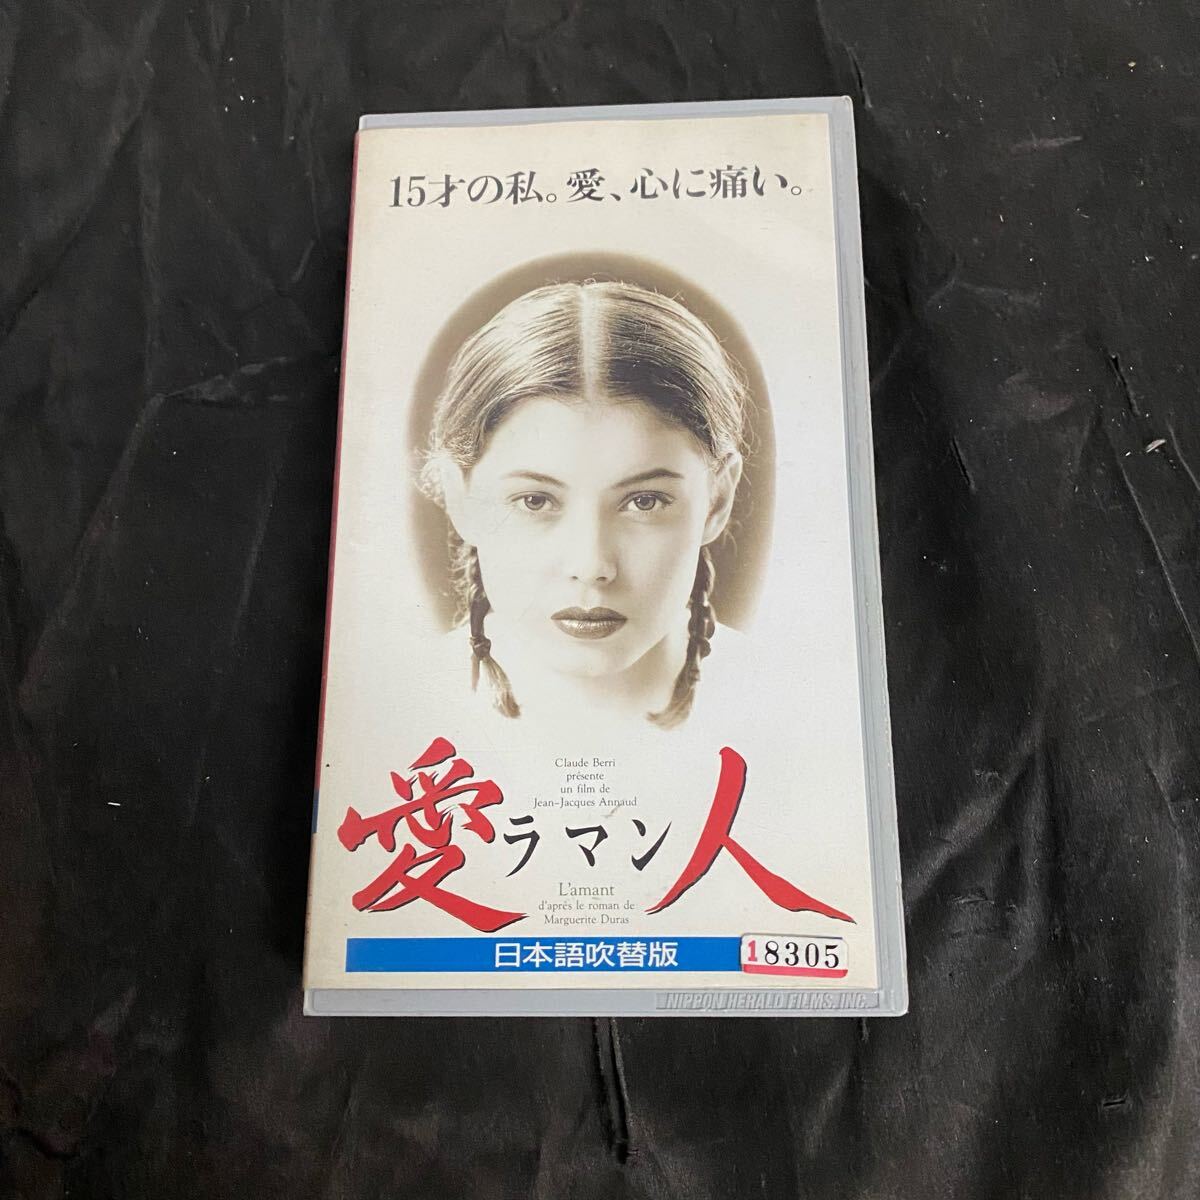 15才の私。愛、心に痛い。
Claude Berri
présente
un film de
Jean-Jacques Annaud
愛ラマン人
L'amant
d'après le roman de
Marguerite Duras
日本語吹替版
18305
NIPPON HERALD FILMS, INC.